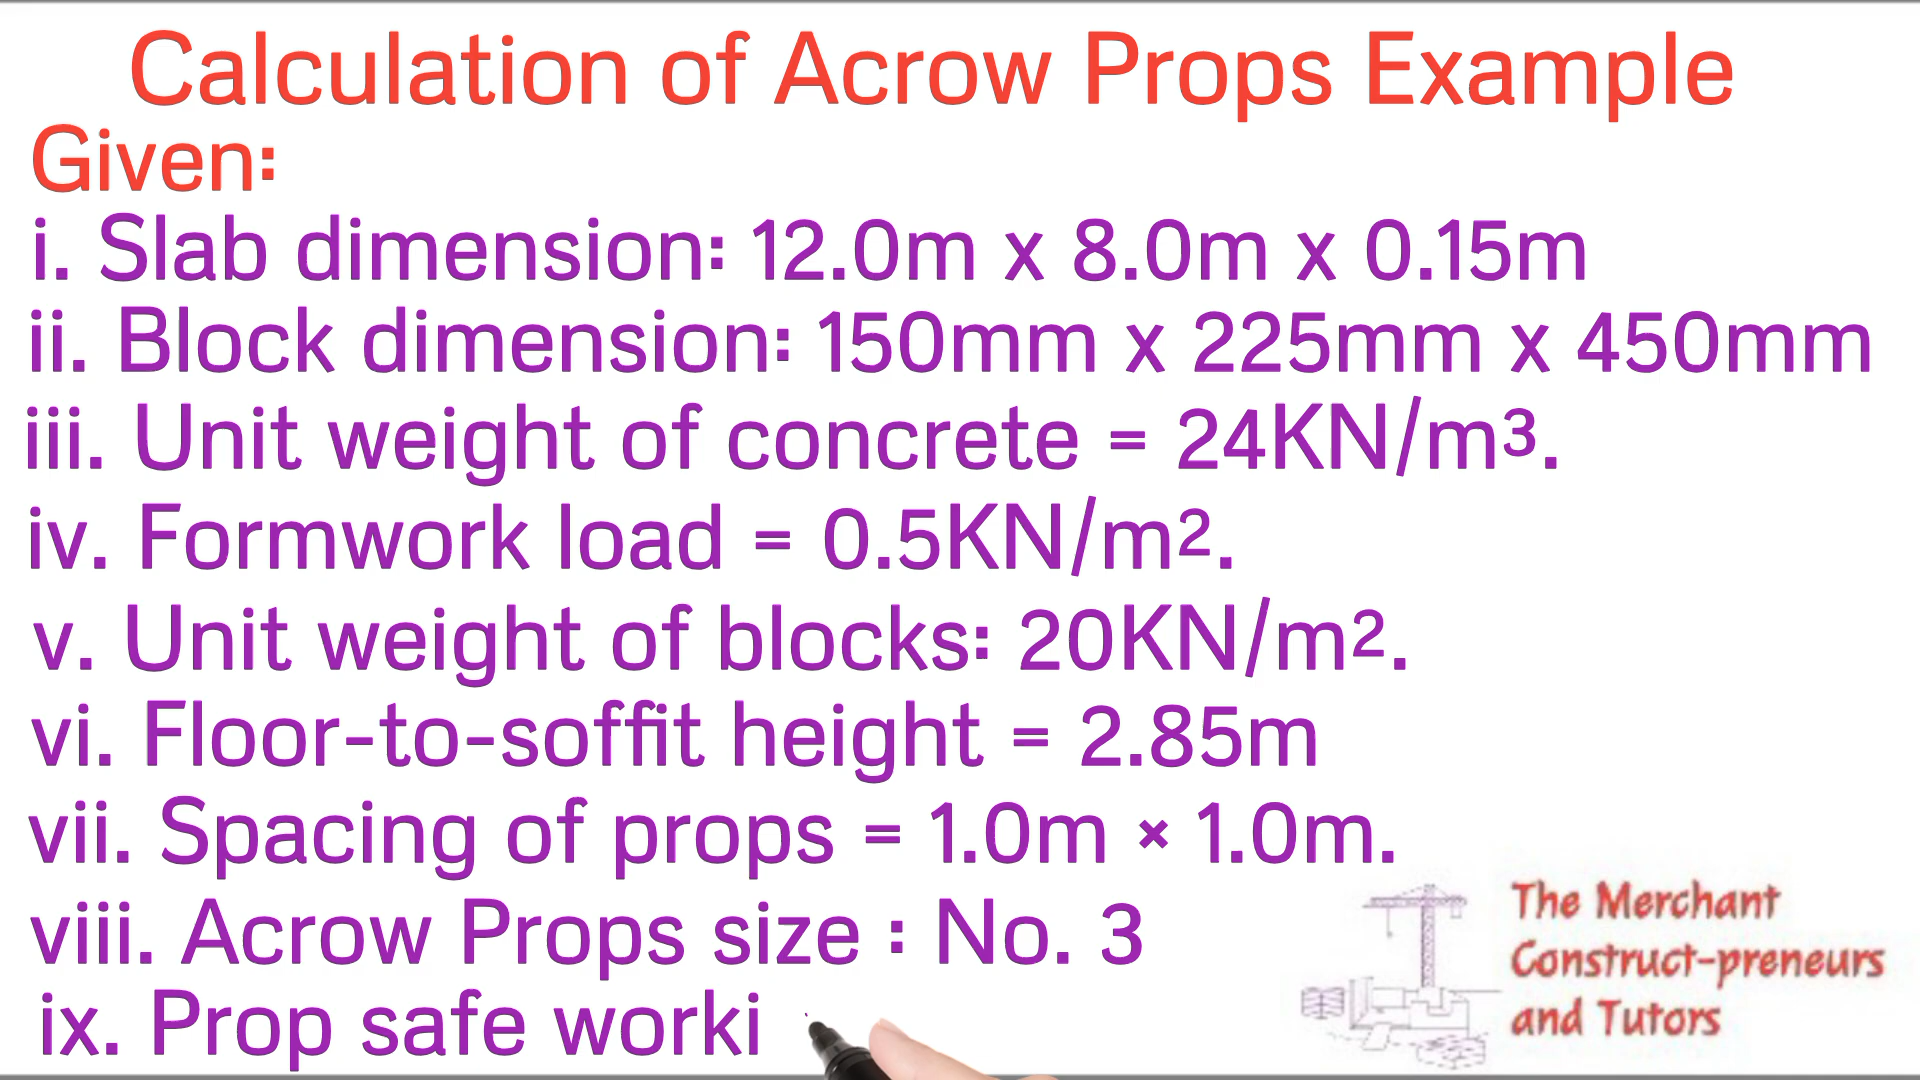 Calculation of Acrow Props Example
Given:
i. Slab dimension: 12.0m x 8.0m x 0.15m
ii. Block dimension: 150mm x 225mm x 450mm
iii. Unit weight of concrete = 24KN/m³.
iv. Formwork load = 0.5KN/m².
v. Unit weight of blocks: 20KN/m².
vi. Floor-to-soffit height = 2.85m
vii. Spacing of props = 1.0m × 1.0m.
viii. Acrow Props size : No. 3
ix. Prop safe worki
The Merchant
Construct-preneurs
and Tutors